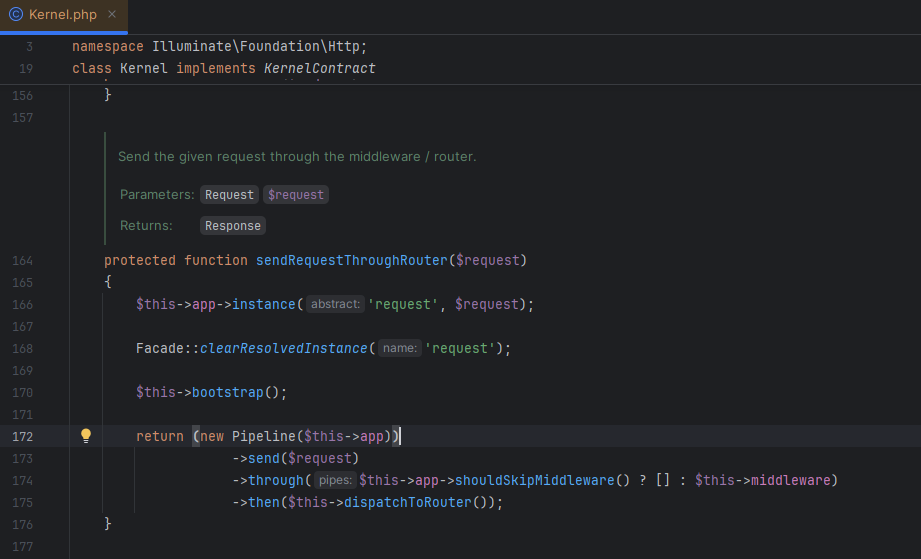 Kernel.php
3 namespace Illuminate\Foundation\Http;
19 class Kernel implements KernelContract
156 }
157
Send the given request through the middleware / router.
Parameters: Request $request
Returns: Response
164 protected function sendRequestThroughRouter($request)
165 {
166 $this->app->instance( abstract: 'request', $request);
167
168 Facade::clearResolvedInstance( name: 'request');
169
170 $this->bootstrap();
171
172 return (new Pipeline($this->app))
173 ->send($request)
174 ->through( pipes: $this->app->shouldSkipMiddleware() ? [] : $this->middleware)
175 ->then($this->dispatchToRouter());
176 }
177